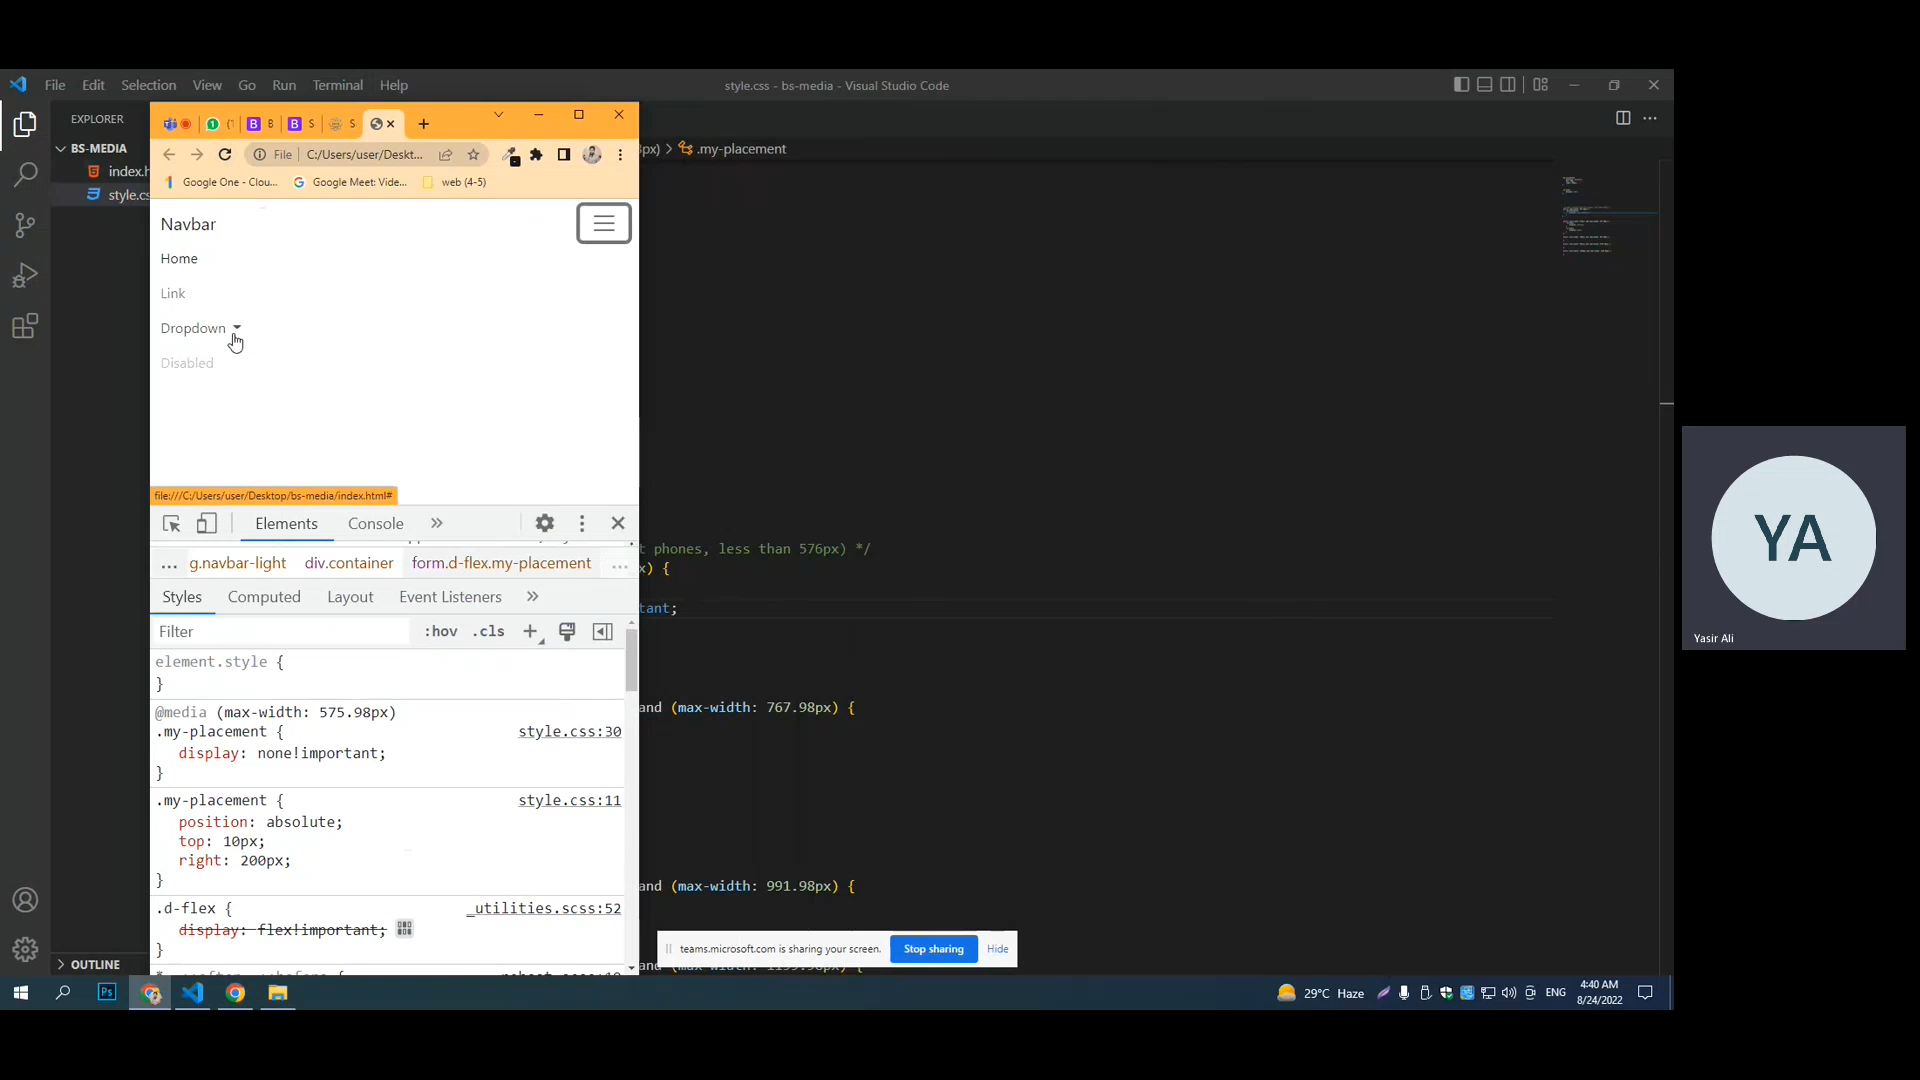 File Edit Selection View Go Run Terminal Help
style.css - bs-media - Visual Studio Code
EXPLORER
BS-MEDIA
index.h
style.cs
px) > .my-placement
File | C:/Users/user/Deskt...
Google One - Clou... Google Meet: Vide... web (4-5)
Navbar
Home
Link
Dropdown
Disabled
file:///C:/Users/user/Desktop/bs-media/index.html#
Elements Console
... g.navbar-light div.container form.d-flex.my-placement ...
Styles Computed Layout Event Listeners
Filter :hov .cls
element.style {
}
@media (max-width: 575.98px)
.my-placement { style.css:30
display: none!important;
}
.my-placement { style.css:11
position: absolute;
top: 10px;
right: 200px;
}
.d-flex { _utilities.scss:52
display: flex!important;
}
t phones, less than 576px) */
x) {
tant;
and (max-width: 767.98px) {
and (max-width: 991.98px) {
teams.microsoft.com is sharing your screen. Stop sharing Hide
OUTLINE
YA
Yasir Ali
Ps
29°C Haze ENG
4:40 AM
8/24/2022